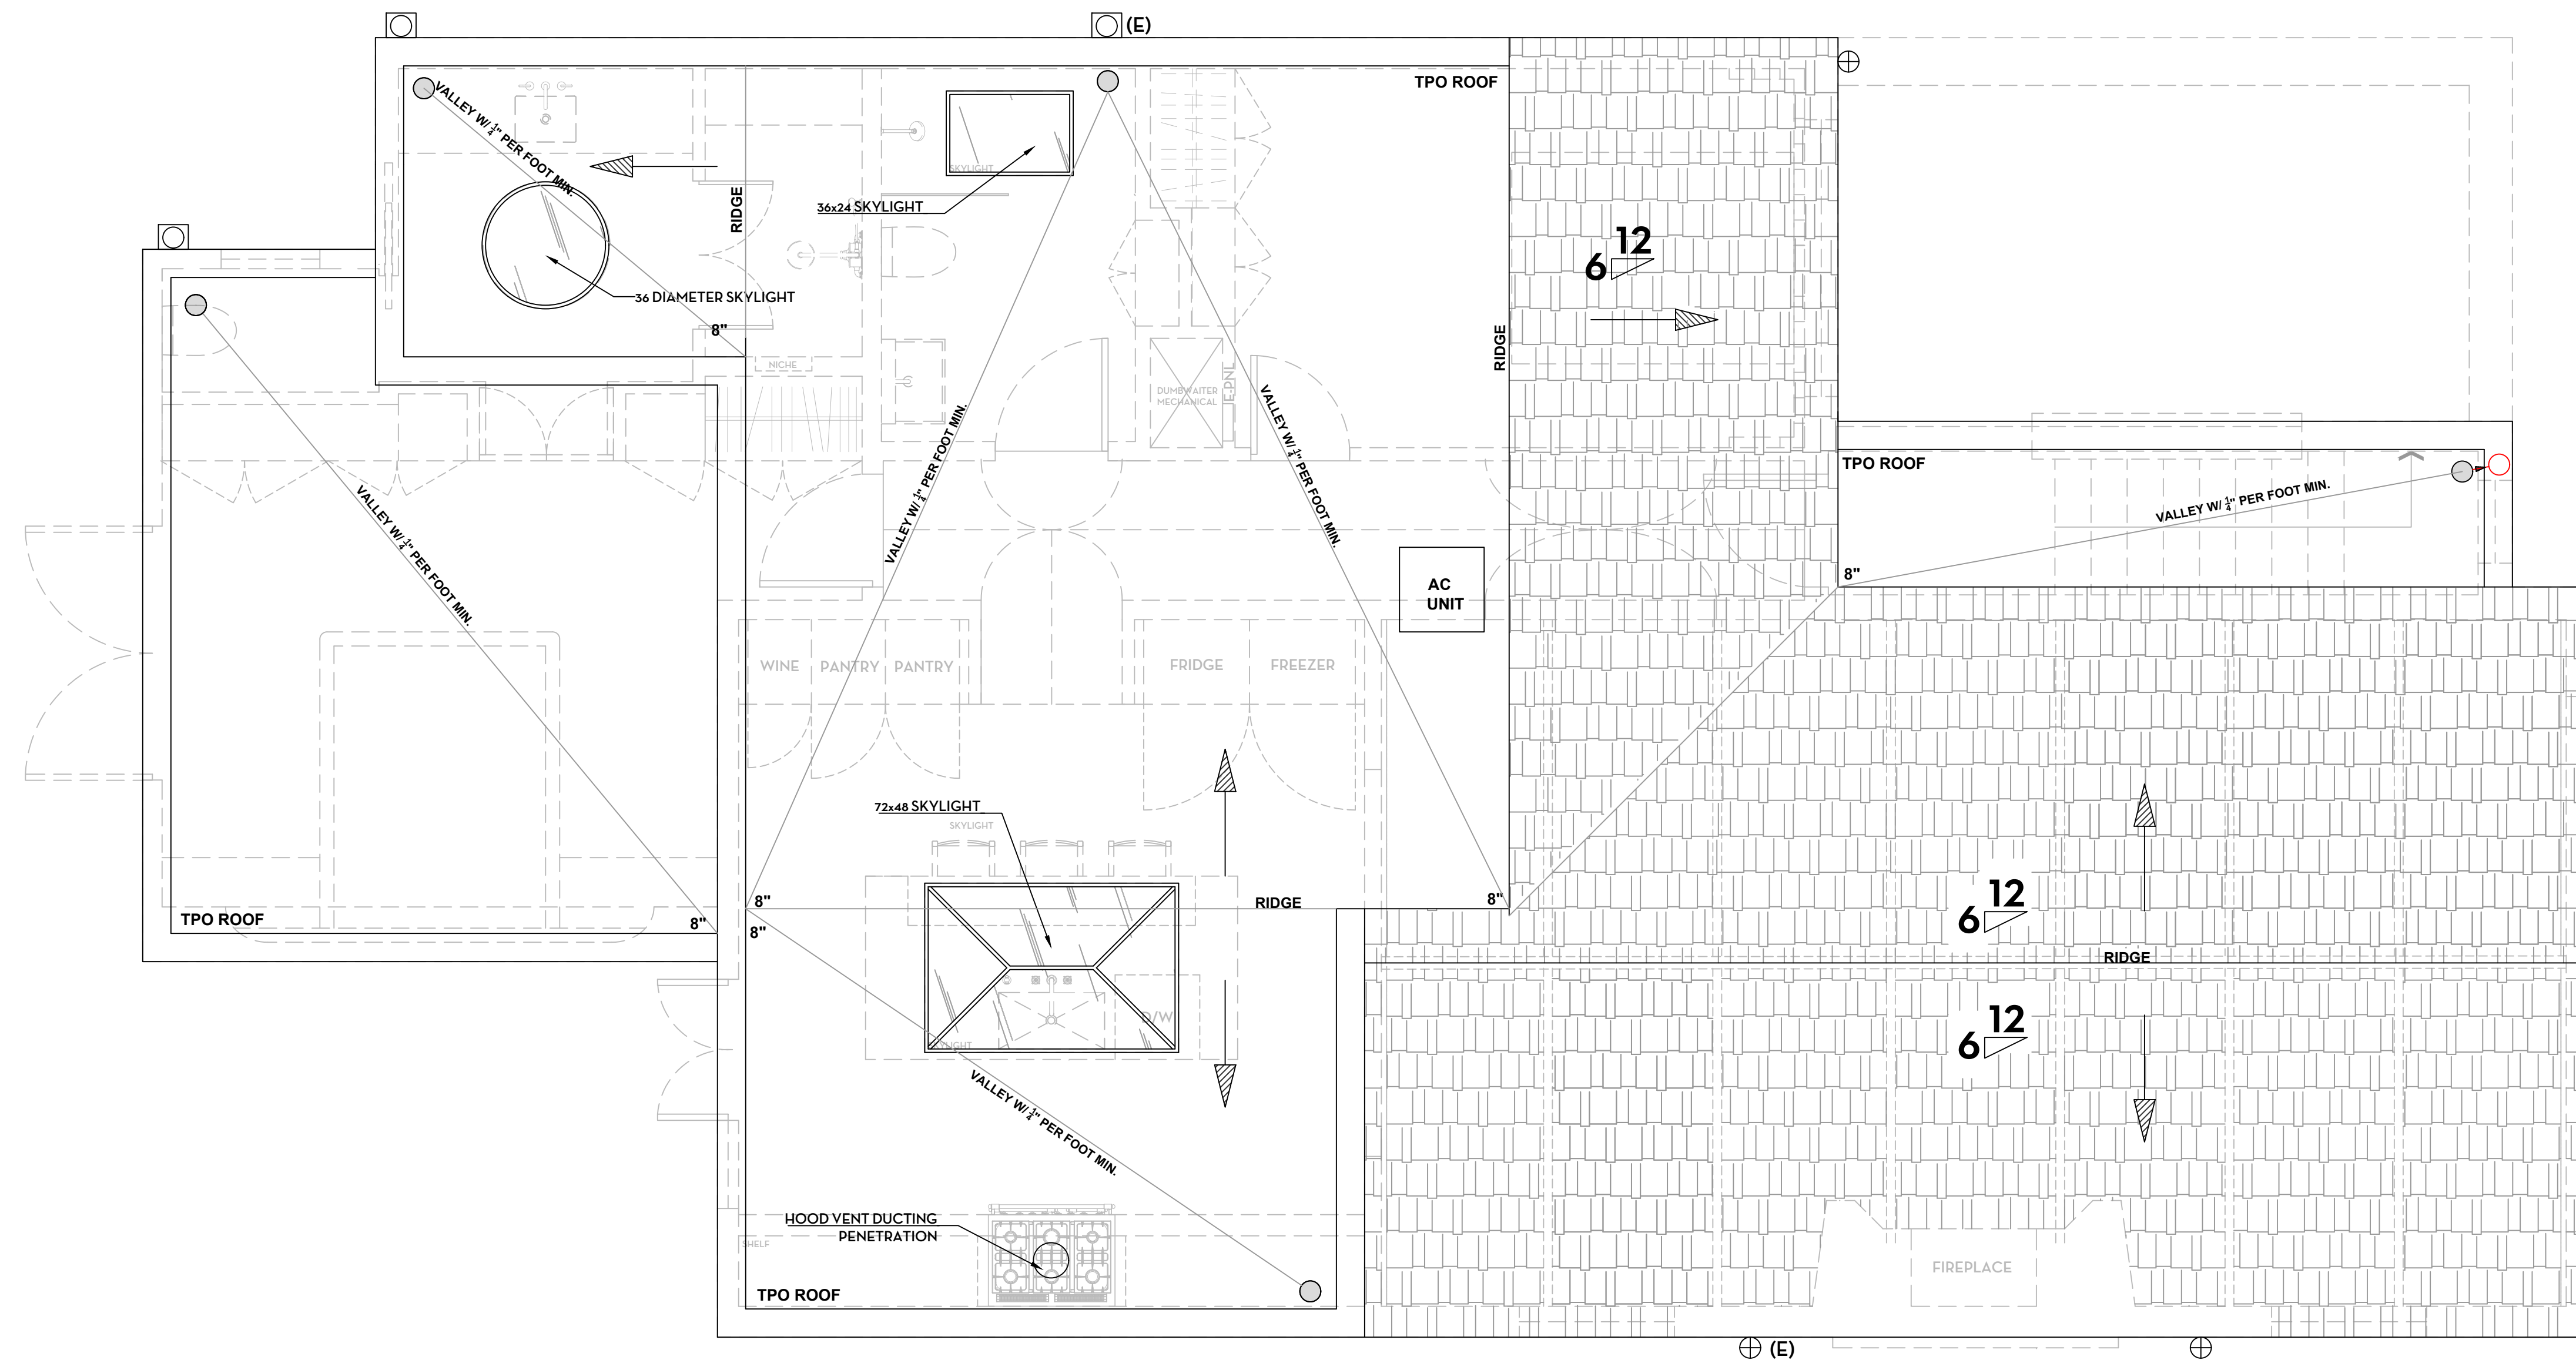 (E)
TPO ROOF
VALLEY W/ 1/4" PER FOOT MIN.
SKYLIGHT
RIDGE
36x24 SKYLIGHT
12
6
36 DIAMETER SKYLIGHT
8"
RIDGE
NICHE
DUMBWAITER
MECHANICAL
E-PNL
VALLEY W/ 1/4" PER FOOT MIN.
VALLEY W/ 1/4" PER FOOT MIN.
VALLEY W/ 1/4" PER FOOT MIN.
TPO ROOF
VALLEY W/ 1/4" PER FOOT MIN.
8"
AC
UNIT
WINE
PANTRY
PANTRY
FRIDGE
FREEZER
72x48 SKYLIGHT
SKYLIGHT
12
6
8"
RIDGE
8"
TPO ROOF
8"
8"
RIDGE
D/W
12
6
VALLEY W/ 1/4" PER FOOT MIN.
HOOD VENT DUCTING
PENETRATION
SHELF
FIREPLACE
TPO ROOF
(E)